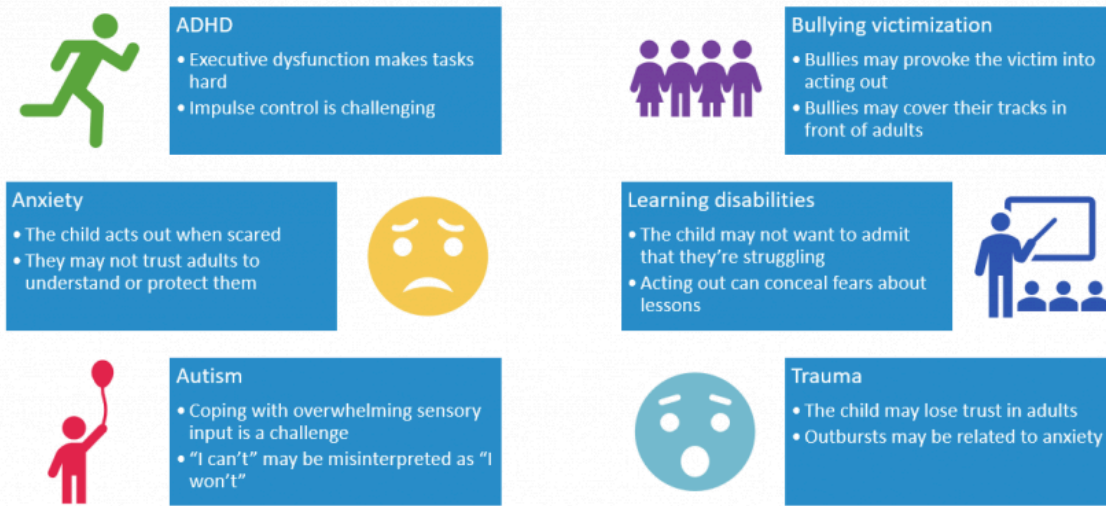 ADHD
• Executive dysfunction makes tasks
hard
• Impulse control is challenging
Bullying victimization
• Bullies may provoke the victim into
acting out
• Bullies may cover their tracks in
front of adults
Anxiety
• The child acts out when scared
• They may not trust adults to
understand or protect them
Learning disabilities
• The child may not want to admit
that they're struggling
• Acting out can conceal fears about
lessons
Autism
• Coping with overwhelming sensory
input is a challenge
• “I can't” may be misinterpreted as “I
won't”
Trauma
• The child may lose trust in adults
• Outbursts may be related to anxiety